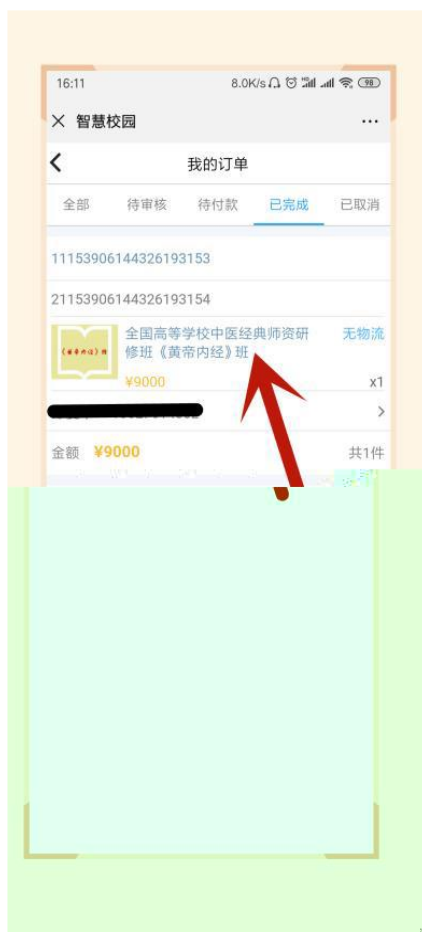 16:11
8.0K/s
98
智慧校园
我的订单
全部 待审核 待付款 已完成 已取消
11153906144326193153
21153906144326193154
全国高等学校中医经典师资研 无物流
修班《黄帝内经》班
¥9000 x1
金额 ¥9000 共1件